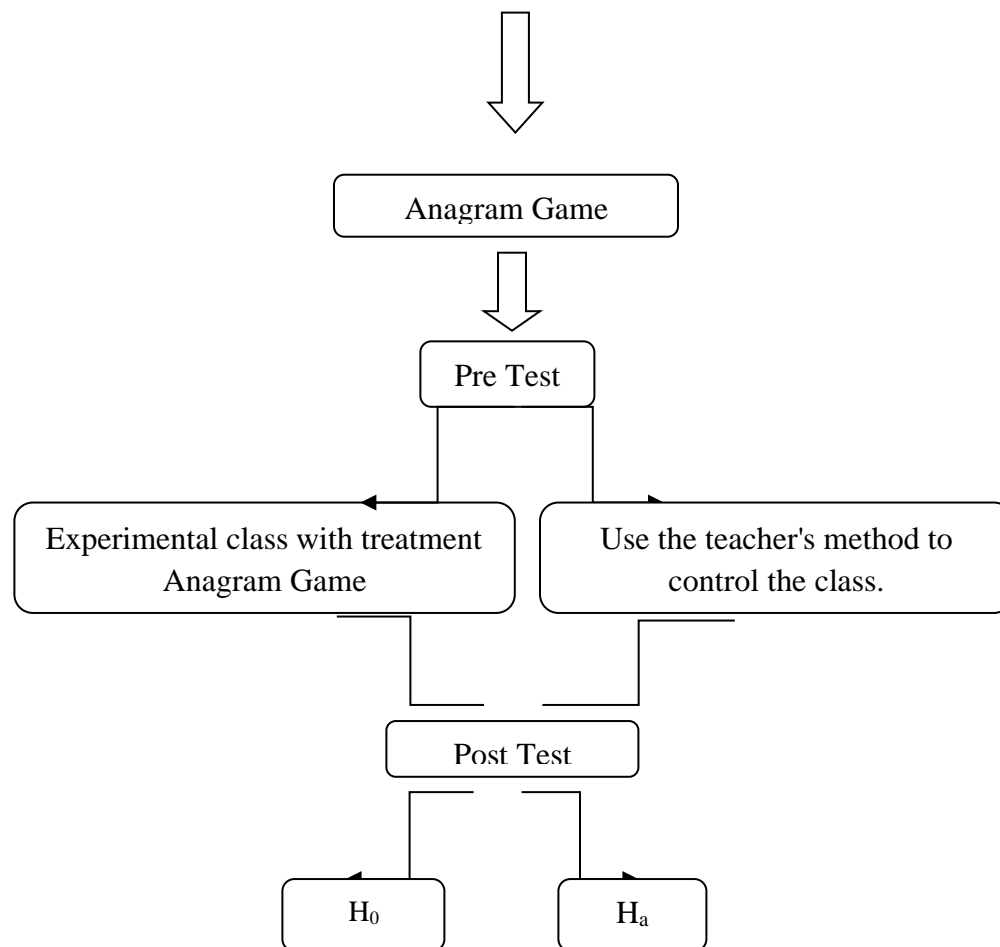 Anagram Game
Pre Test
Experimental class with treatment
Anagram Game
Use the teacher's method to
control the class.
Post Test
H₀
Hₐ